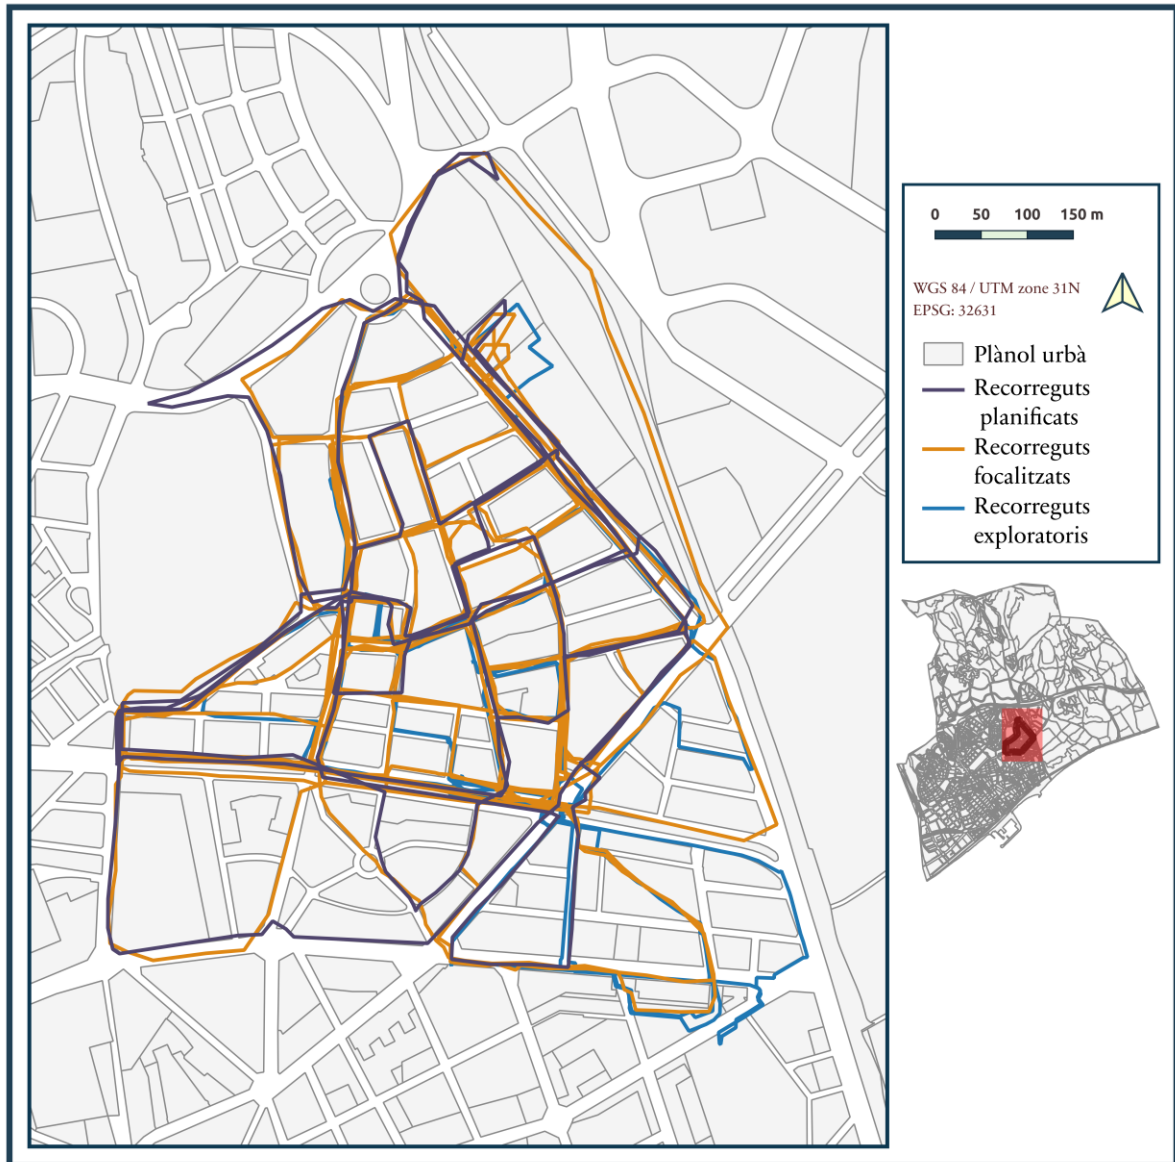 0 50 100 150 m
WGS 84 / UTM zone 31N
EPSG: 32631
Plànol urbà
Recorreguts
planificats
Recorreguts
focalitzats
Recorreguts
exploratoris